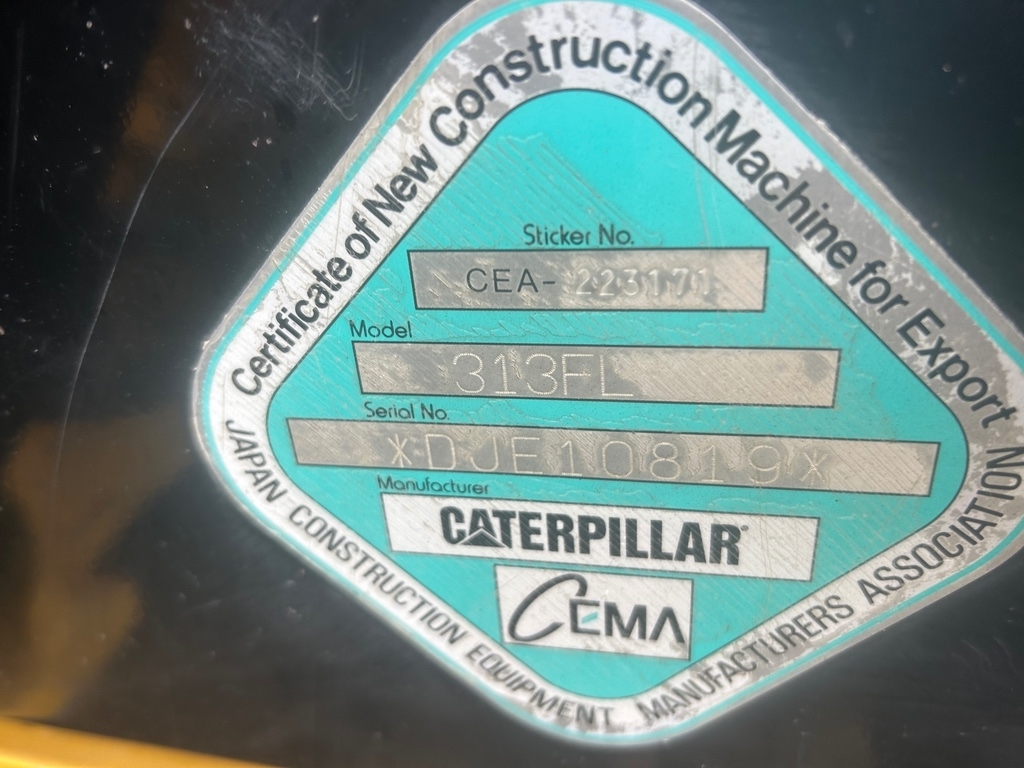 Certificate of New Construction Machine for Export
Sticker No.
CEA- 223171
Model
313FL
Serial No.
*DJE10819*
Manufacturer
CATERPILLAR
CEMA
JAPAN CONSTRUCTION EQUIPMENT MANUFACTURERS ASSOCIATION